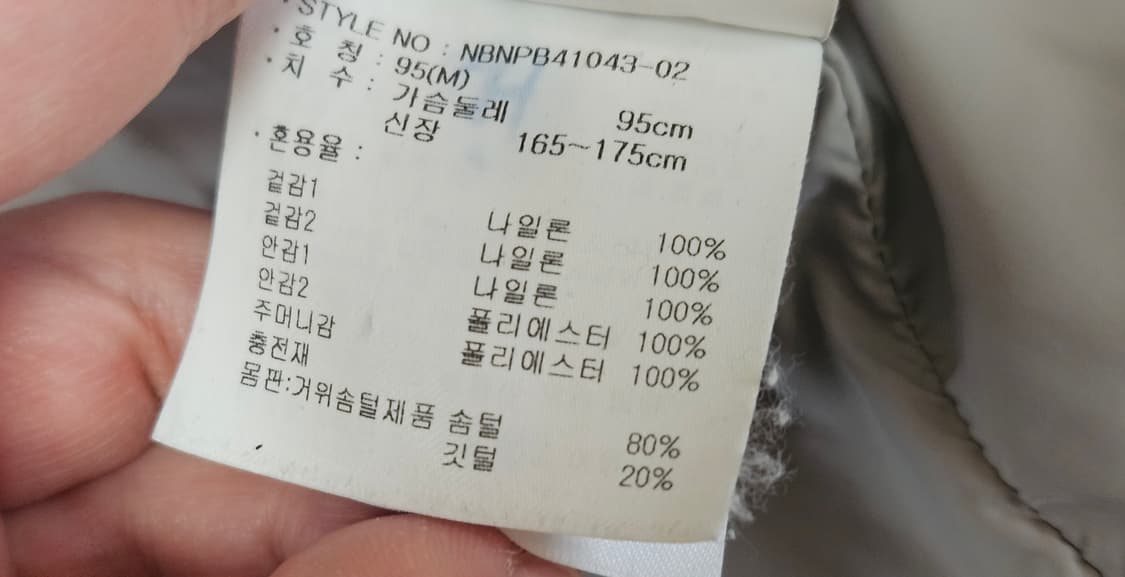 · STYLE NO : NBNPB41043-02
· 호 칭 : 95(M)
· 치 수 : 가슴둘레 95cm
신장 165~175cm
· 혼용율 :
겉감1 나일론 100%
겉감2 나일론 100%
안감1 나일론 100%
안감2 폴리에스터 100%
주머니감 폴리에스터 100%
충전재
몸판:거위솜털제품 솜털 80%
깃털 20%